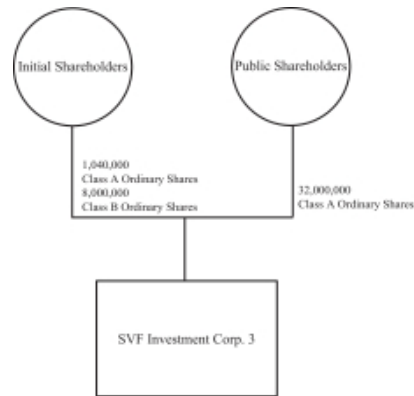 Initial Shareholders
Public Shareholders
1,040,000
Class A Ordinary Shares
8,000,000
Class B Ordinary Shares
32,000,000
Class A Ordinary Shares
SVF Investment Corp. 3